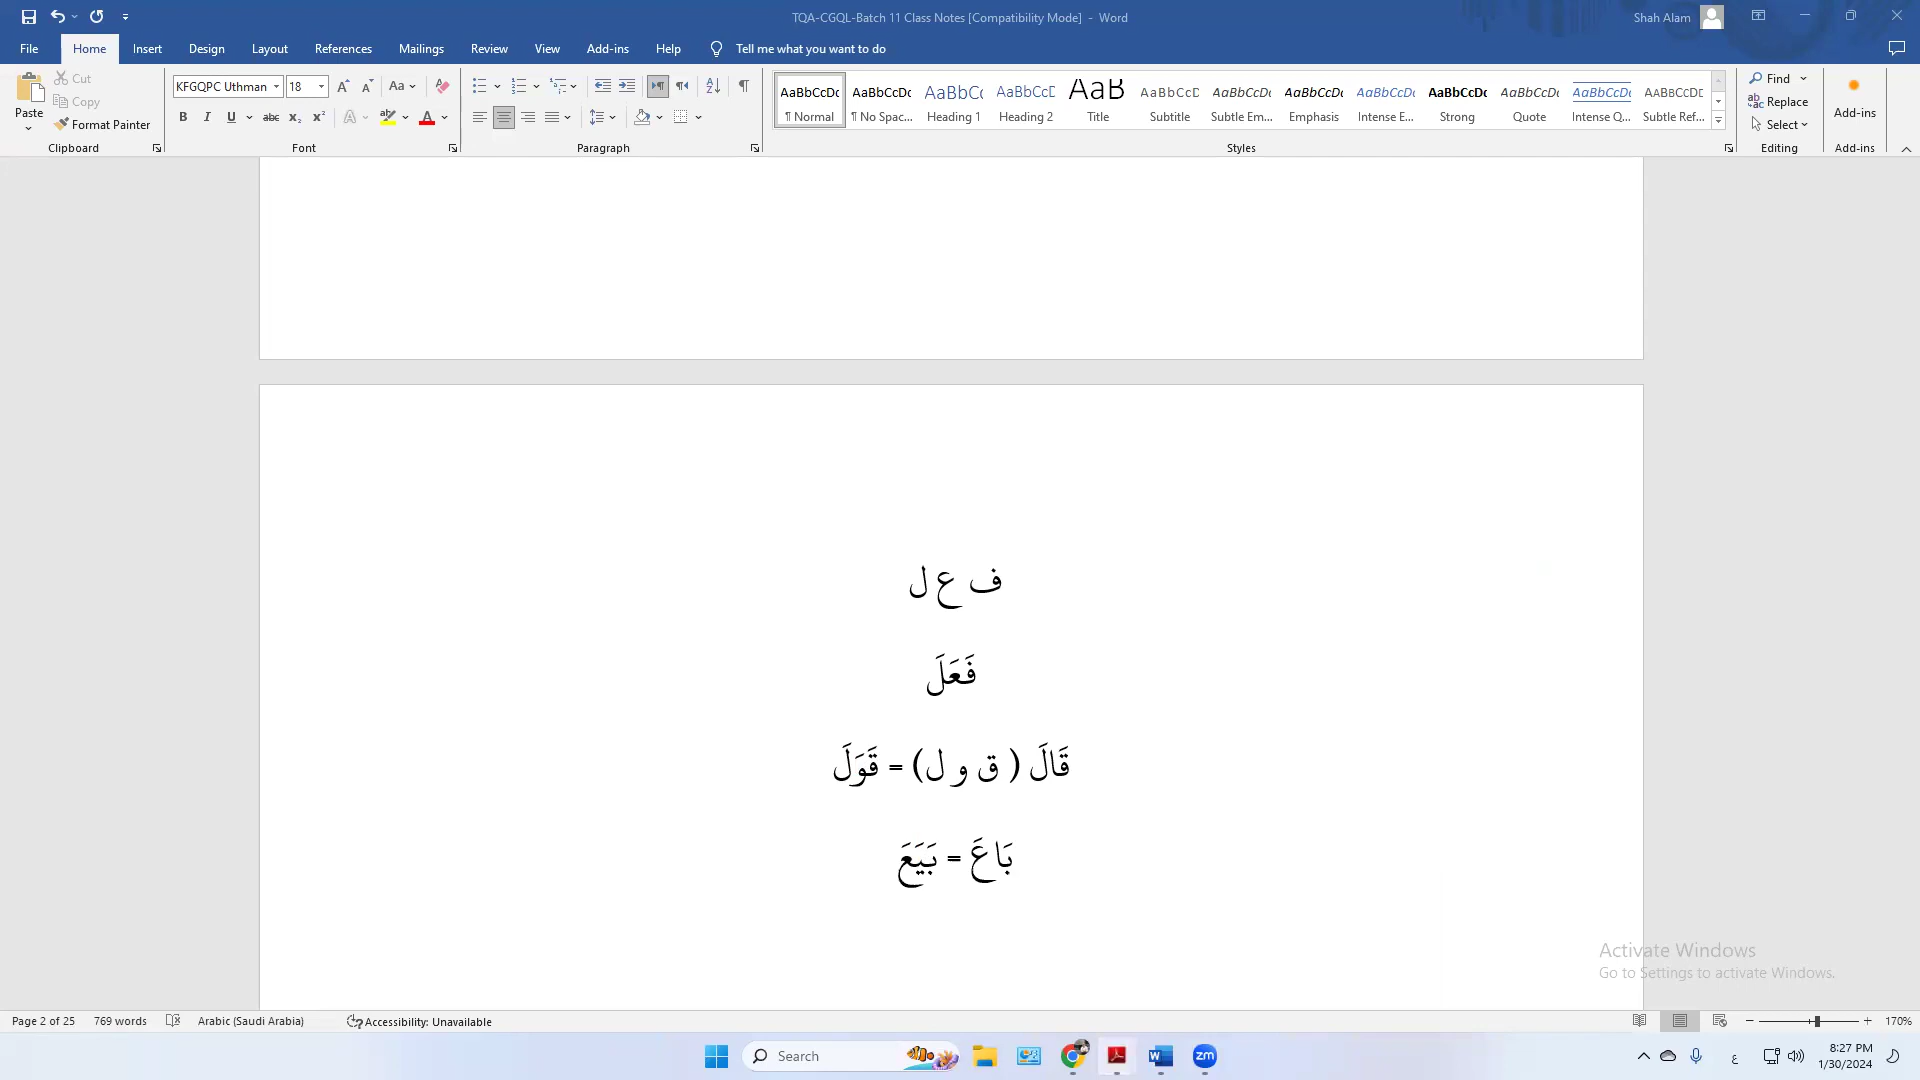 TQA-CGQL-Batch 11 Class Notes [Compatibility Mode] - Word
Shah Alam
File Home Insert Design Layout References Mailings Review View Add-ins Help Tell me what you want to do
Paste
Cut
Copy
Format Painter
Clipboard
KFGQPC Uthman 18
Font
Paragraph
AaBbCcDc AaBbCcDc AaBbCc AaBbCcD AaB AaBbCcD AaBbCcDc AaBbCcDc AaBbCcDc AaBbCcDc AaBbCcDc AaBbCcDc AABBCCDE
¶ Normal ¶ No Spac... Heading 1 Heading 2 Title Subtitle Subtle Em... Emphasis Intense E... Strong Quote Intense Q... Subtle Ref...
Styles
Find
Replace
Select
Editing
Add-ins
Add-ins
ف ع ل
فَعَلَ
قَالَ ( ق و ل) = قَوَلَ
بَاعَ = بَيَعَ
Activate Windows
Go to Settings to activate Windows.
Page 2 of 25 769 words Arabic (Saudi Arabia) Accessibility: Unavailable 170%
Search
ع
8:27 PM
1/30/2024